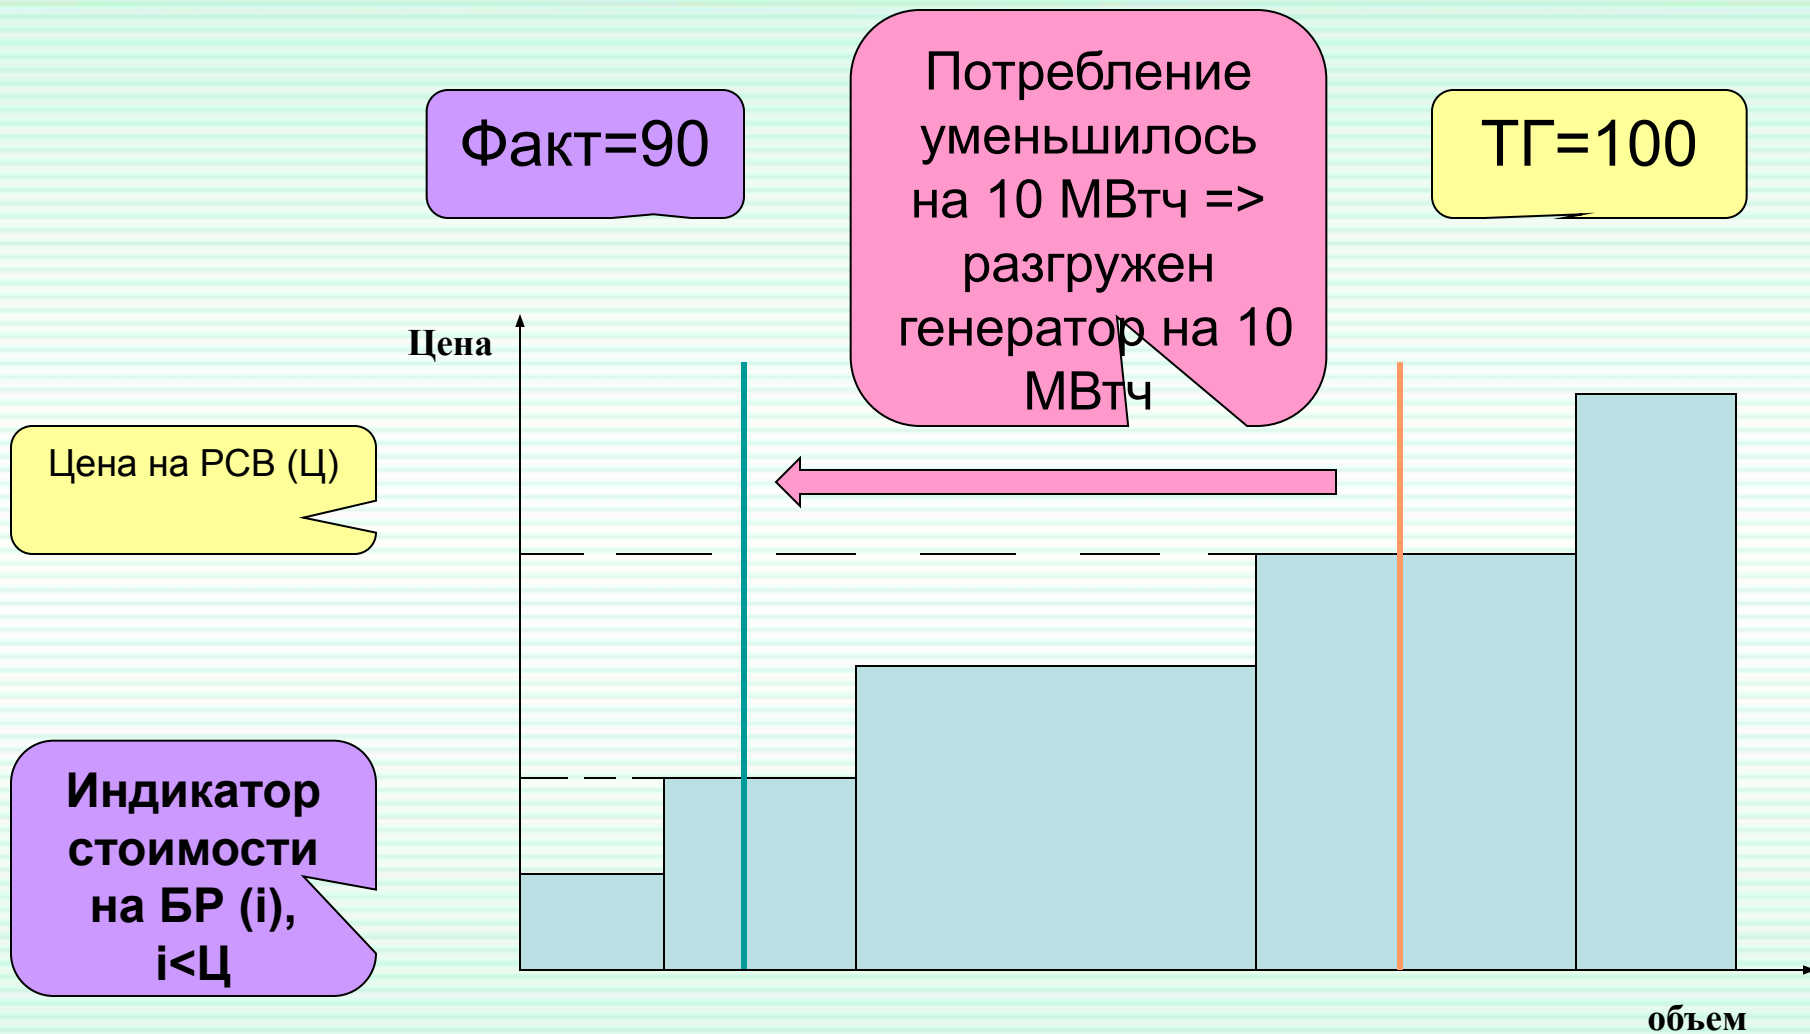 Потребление
уменьшилось
на 10 МВтч =>
разгружен
генератор на 10
МВтч
Факт=90
ТГ=100
Цена
Цена на РСВ (Ц)
Индикатор
стоимости
на БР (i),
i<Ц
объем